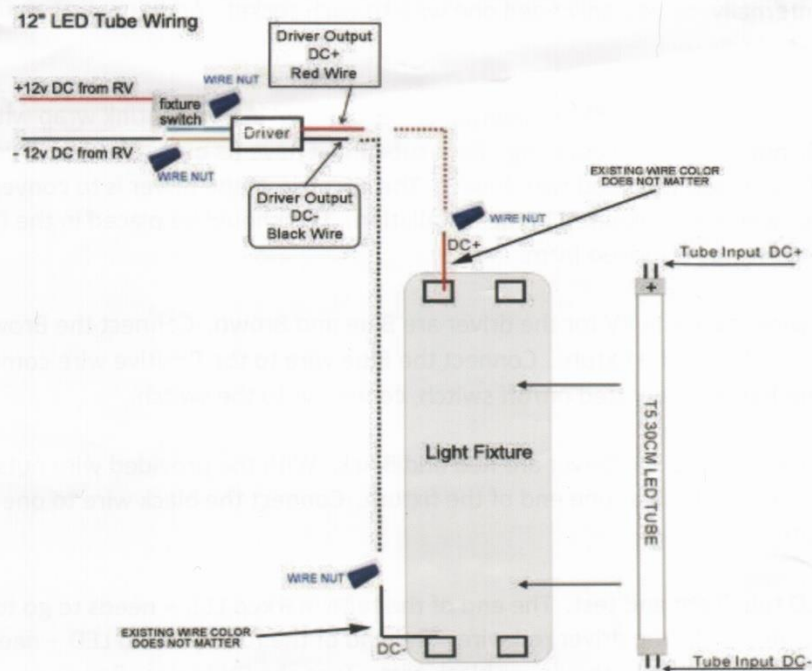 12" LED Tube Wiring
Driver Output
DC+
Red Wire
WIRE NUT
+12v DC from RV
fixture
switch
Driver
- 12v DC from RV
WIRE NUT
Driver Output
DC-
Black Wire
EXISTING WIRE COLOR
DOES NOT MATTER
WIRE NUT
DC+
Tube Input DC+
+
Light Fixture
T5 30CM LED TUBE
WIRE NUT
EXISTING WIRE COLOR
DOES NOT MATTER
DC-
Tube Input DC-